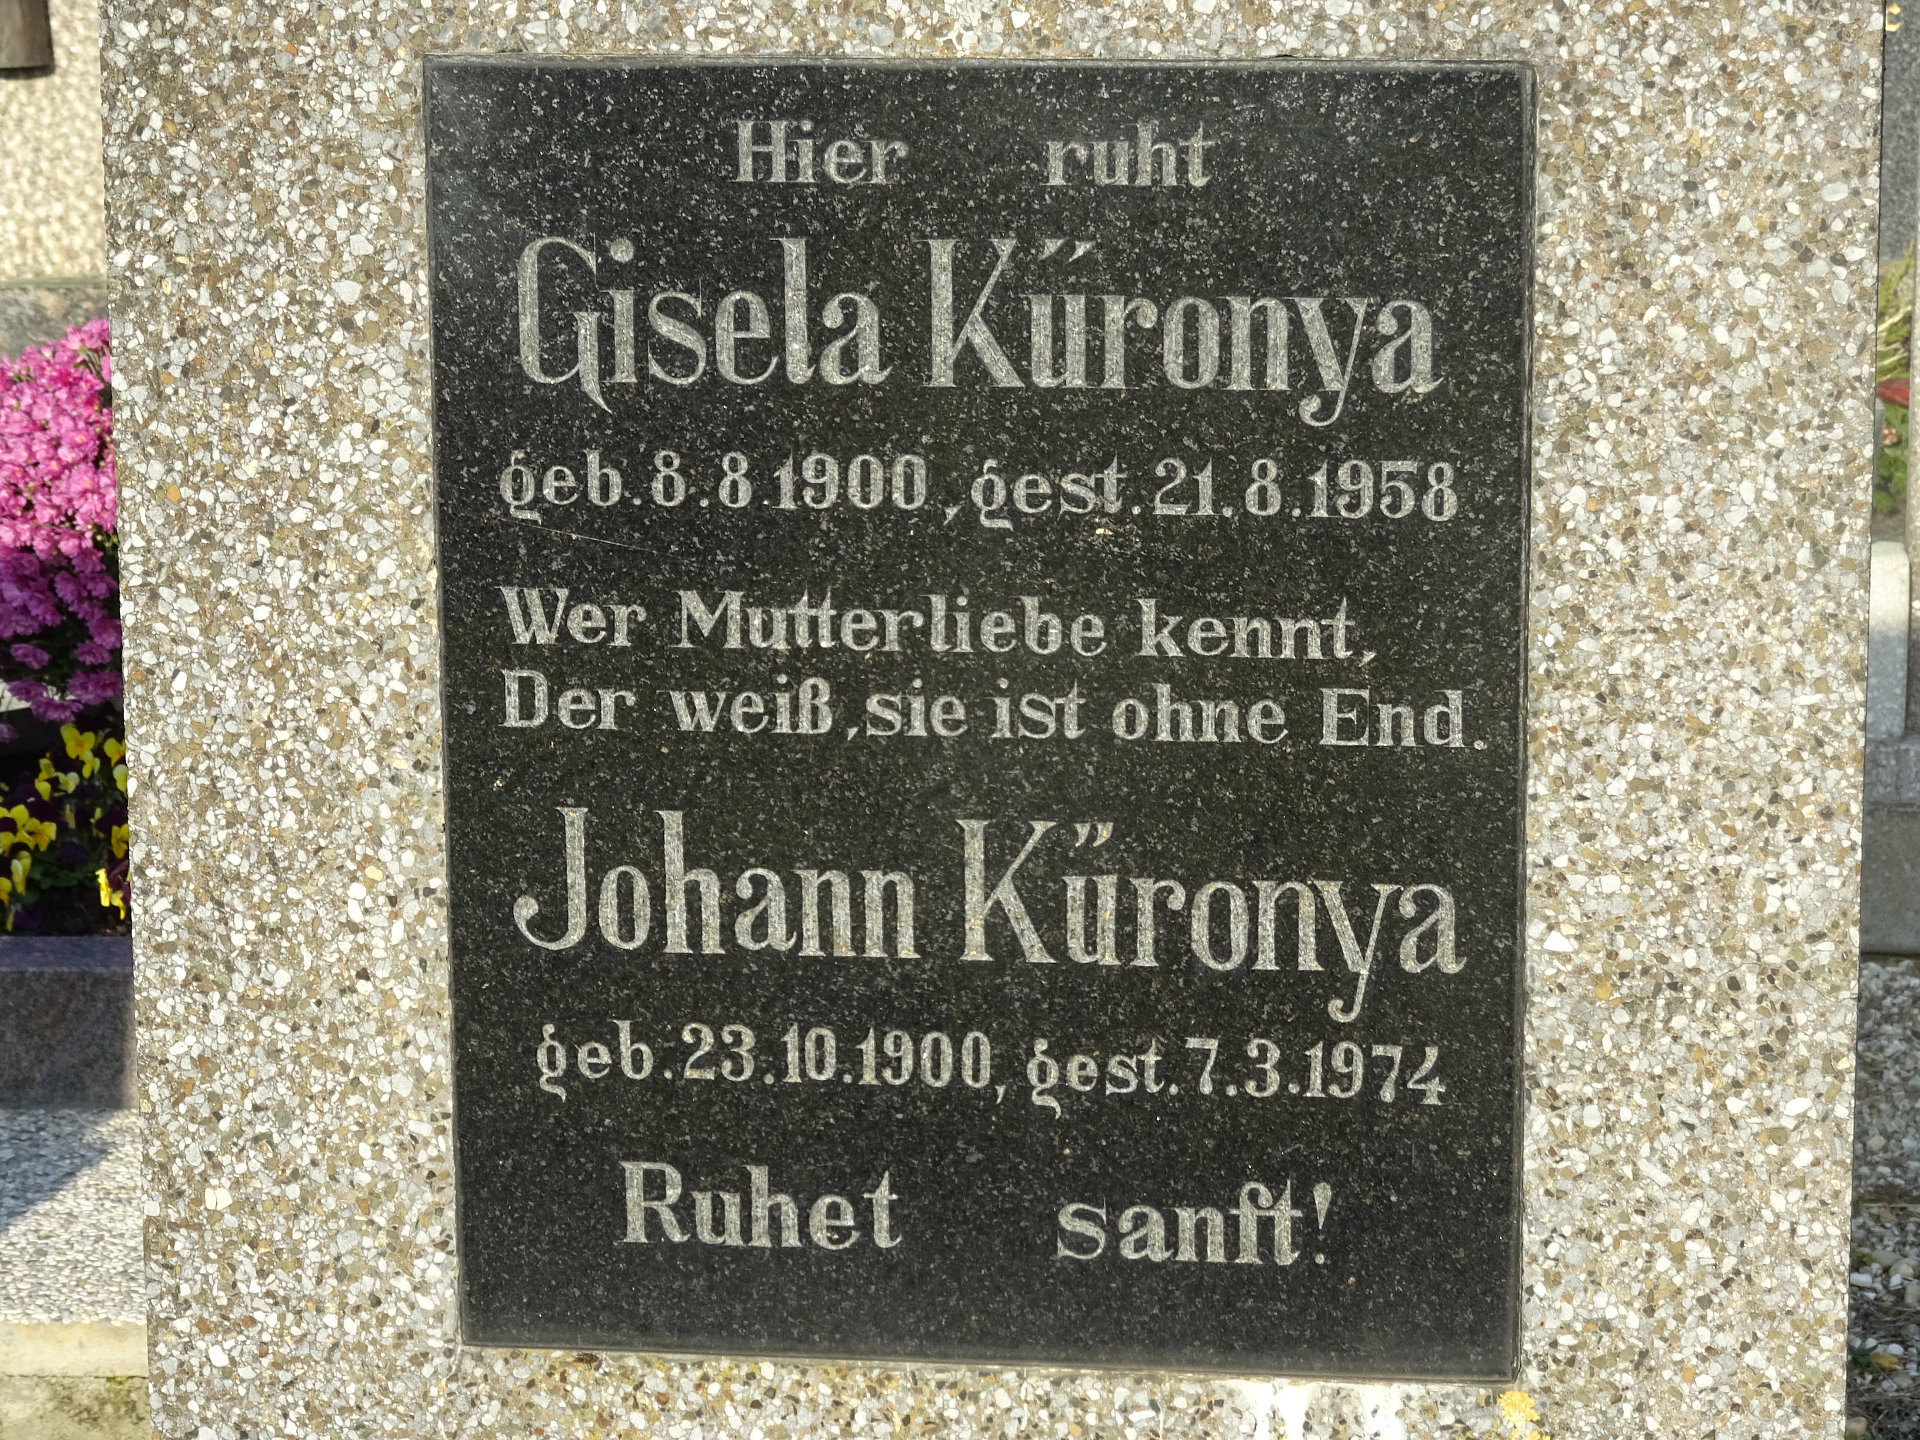 Hier ruht
Gisela Kűronya
geb. 8.8.1900, gest. 21.8.1958
Wer Mutterliebe kennt,
Der weiß, sie ist ohne End.
Johann Kűronya
geb. 23.10.1900, gest. 7.3.1974
Ruhet sanft!